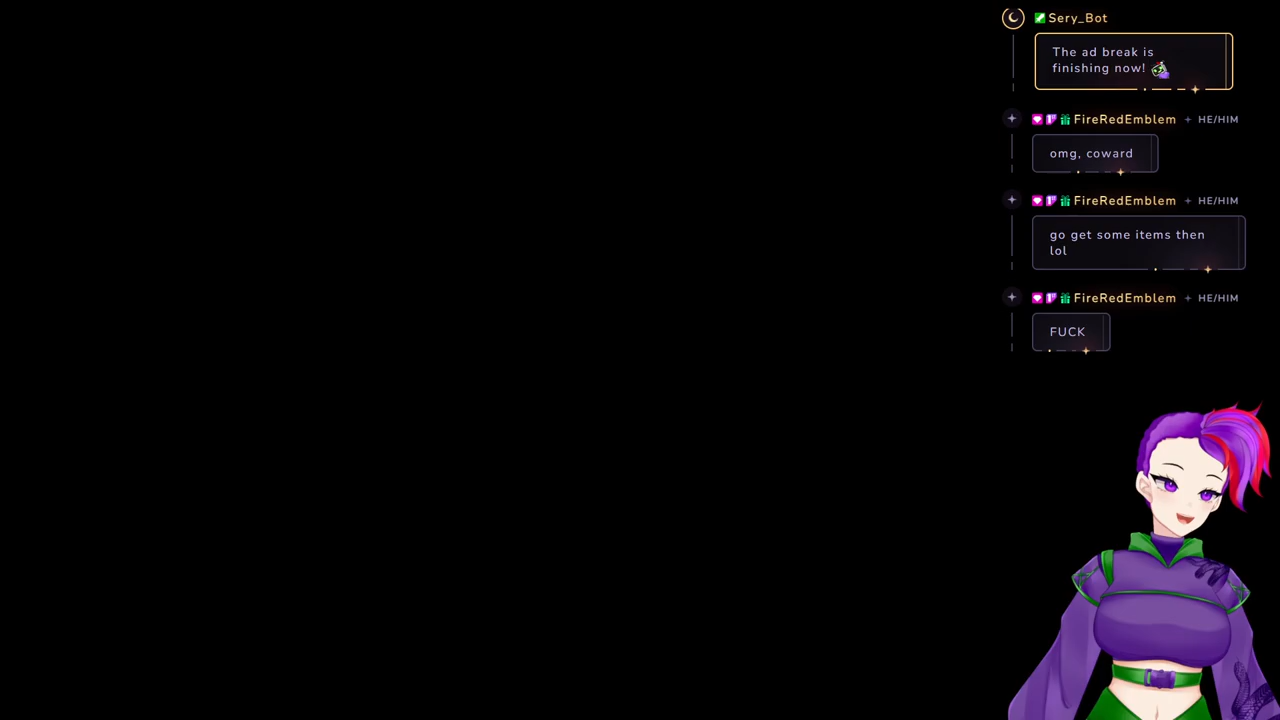 Sery_Bot
The ad break is
finishing now!
FireRedEmblem HE/HIM
omg, coward
FireRedEmblem HE/HIM
go get some items then
lol
FireRedEmblem HE/HIM
FUCK